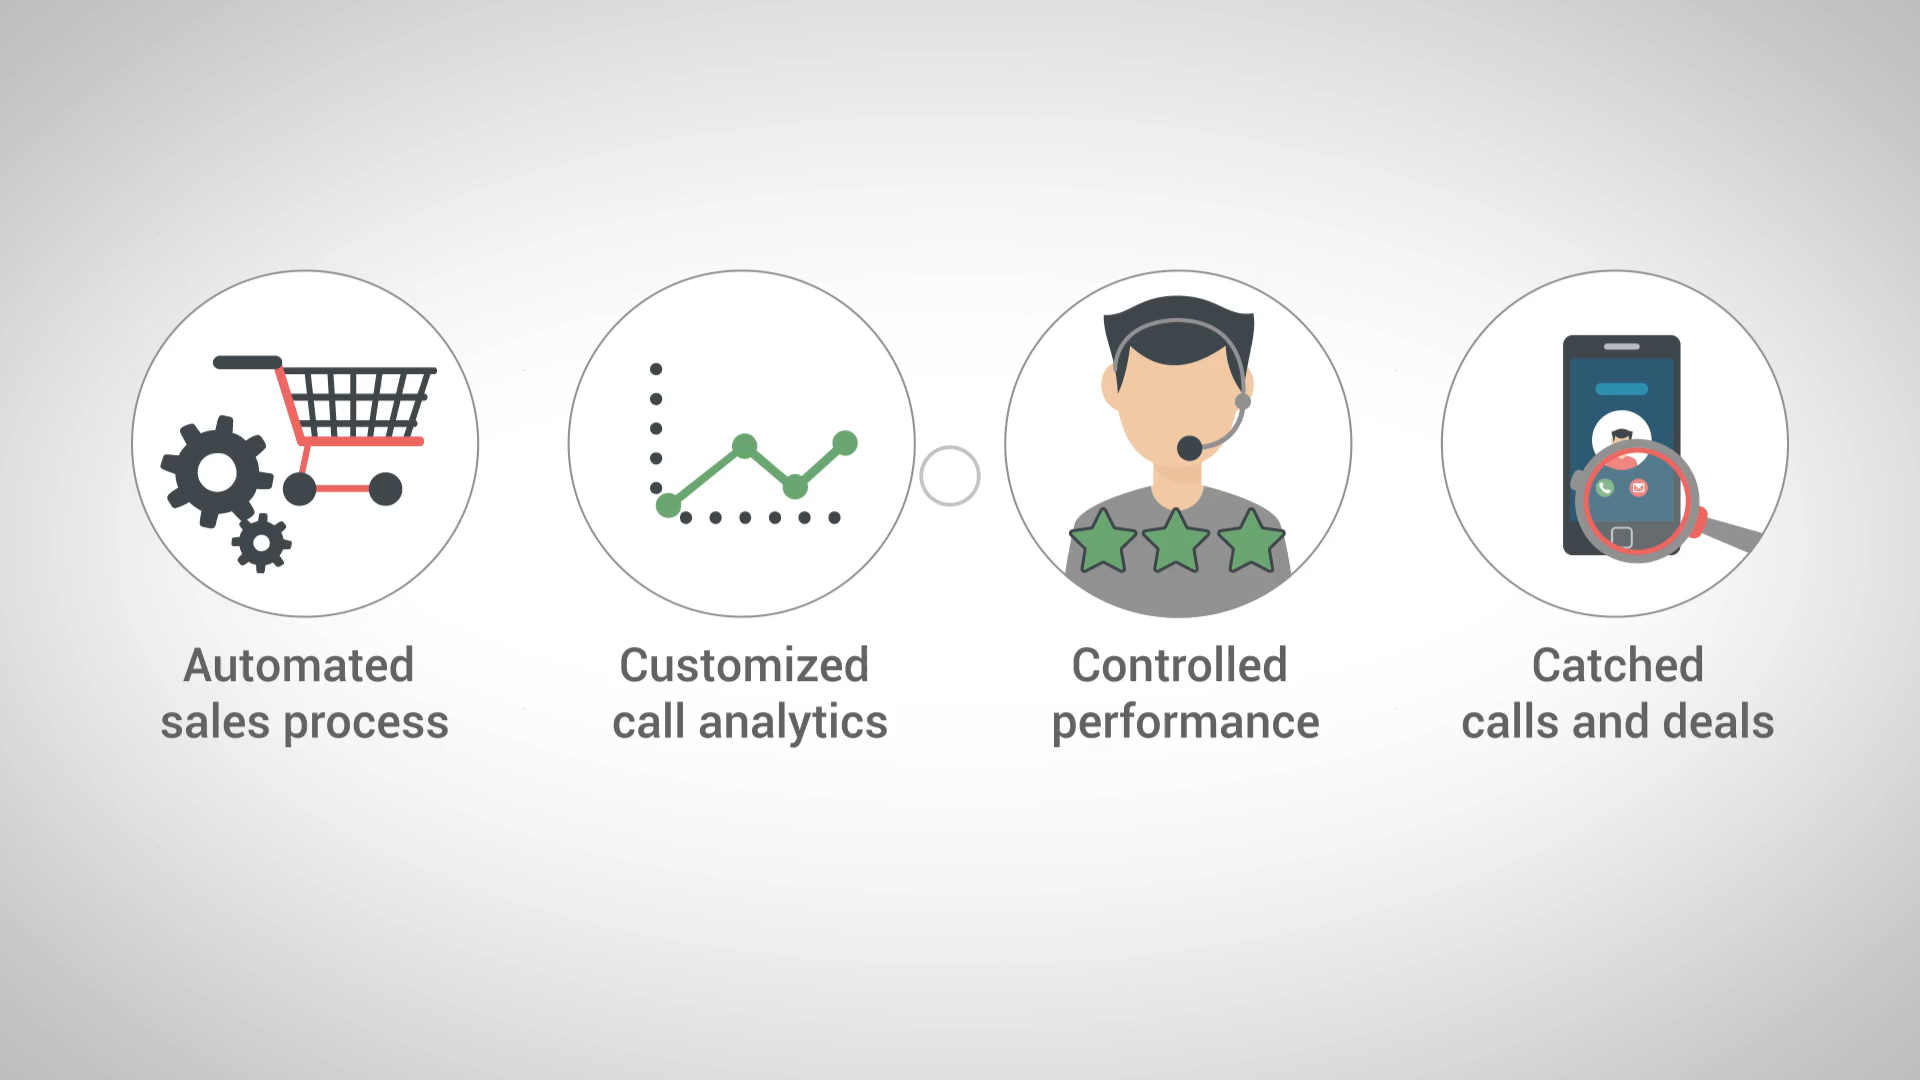 Automated
sales process
Customized
call analytics
Controlled
performance
Catched
calls and deals